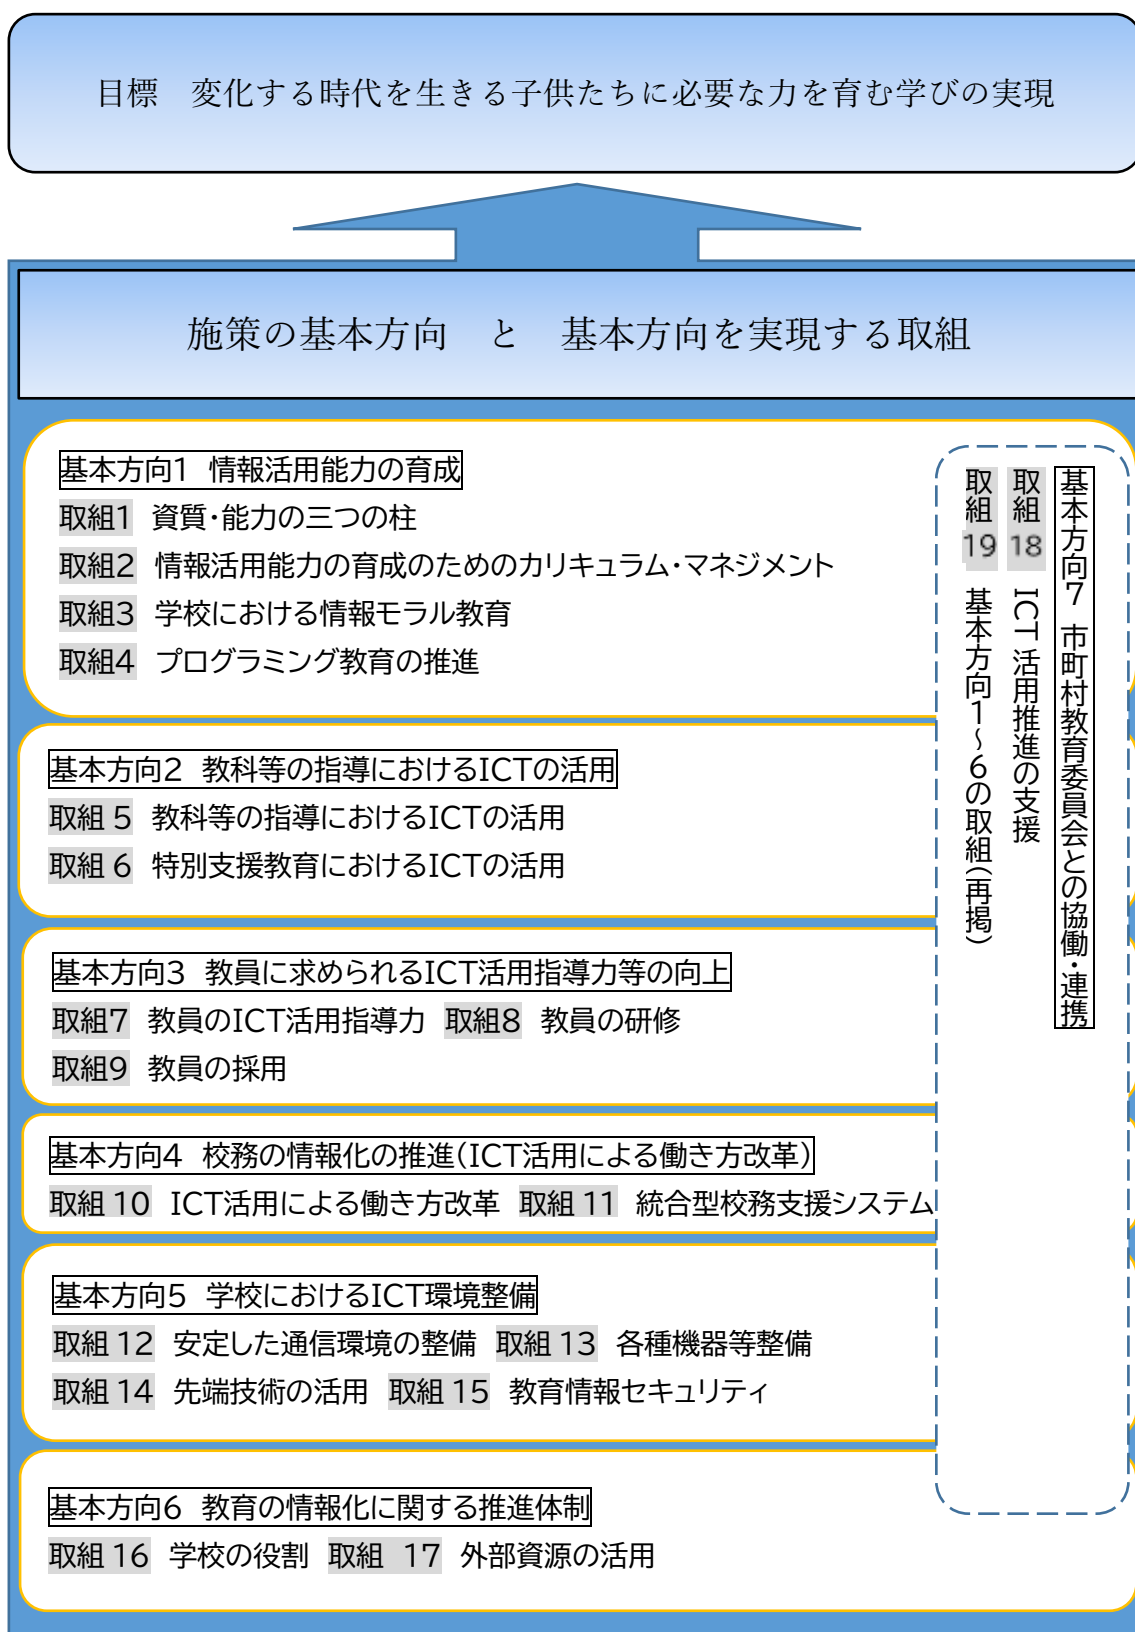 目標　変化する時代を生きる子供たちに必要な力を育む学びの実現
施策の基本方向　と　基本方向を実現する取組
基本方向1 情報活用能力の育成
取組1 資質・能力の三つの柱
取組2 情報活用能力の育成のためのカリキュラム・マネジメント
取組3 学校における情報モラル教育
取組4 プログラミング教育の推進
基本方向2 教科等の指導におけるICTの活用
取組 5 教科等の指導におけるICTの活用
取組 6 特別支援教育におけるICTの活用
基本方向3 教員に求められるICT活用指導力等の向上
取組7 教員のICT活用指導力 取組8 教員の研修
取組9 教員の採用
基本方向4 校務の情報化の推進（ICT活用による働き方改革）
取組 10 ICT活用による働き方改革 取組 11 統合型校務支援システム
基本方向5 学校におけるICT環境整備
取組 12 安定した通信環境の整備 取組 13 各種機器等整備
取組 14 先端技術の活用 取組 15 教育情報セキュリティ
基本方向6 教育の情報化に関する推進体制
取組 16 学校の役割 取組 17 外部資源の活用
基本方向7 市町村教育委員会との協働・連携
取組 18 ICT 活用推進の支援
取組 19 基本方向1～6の取組（再掲）